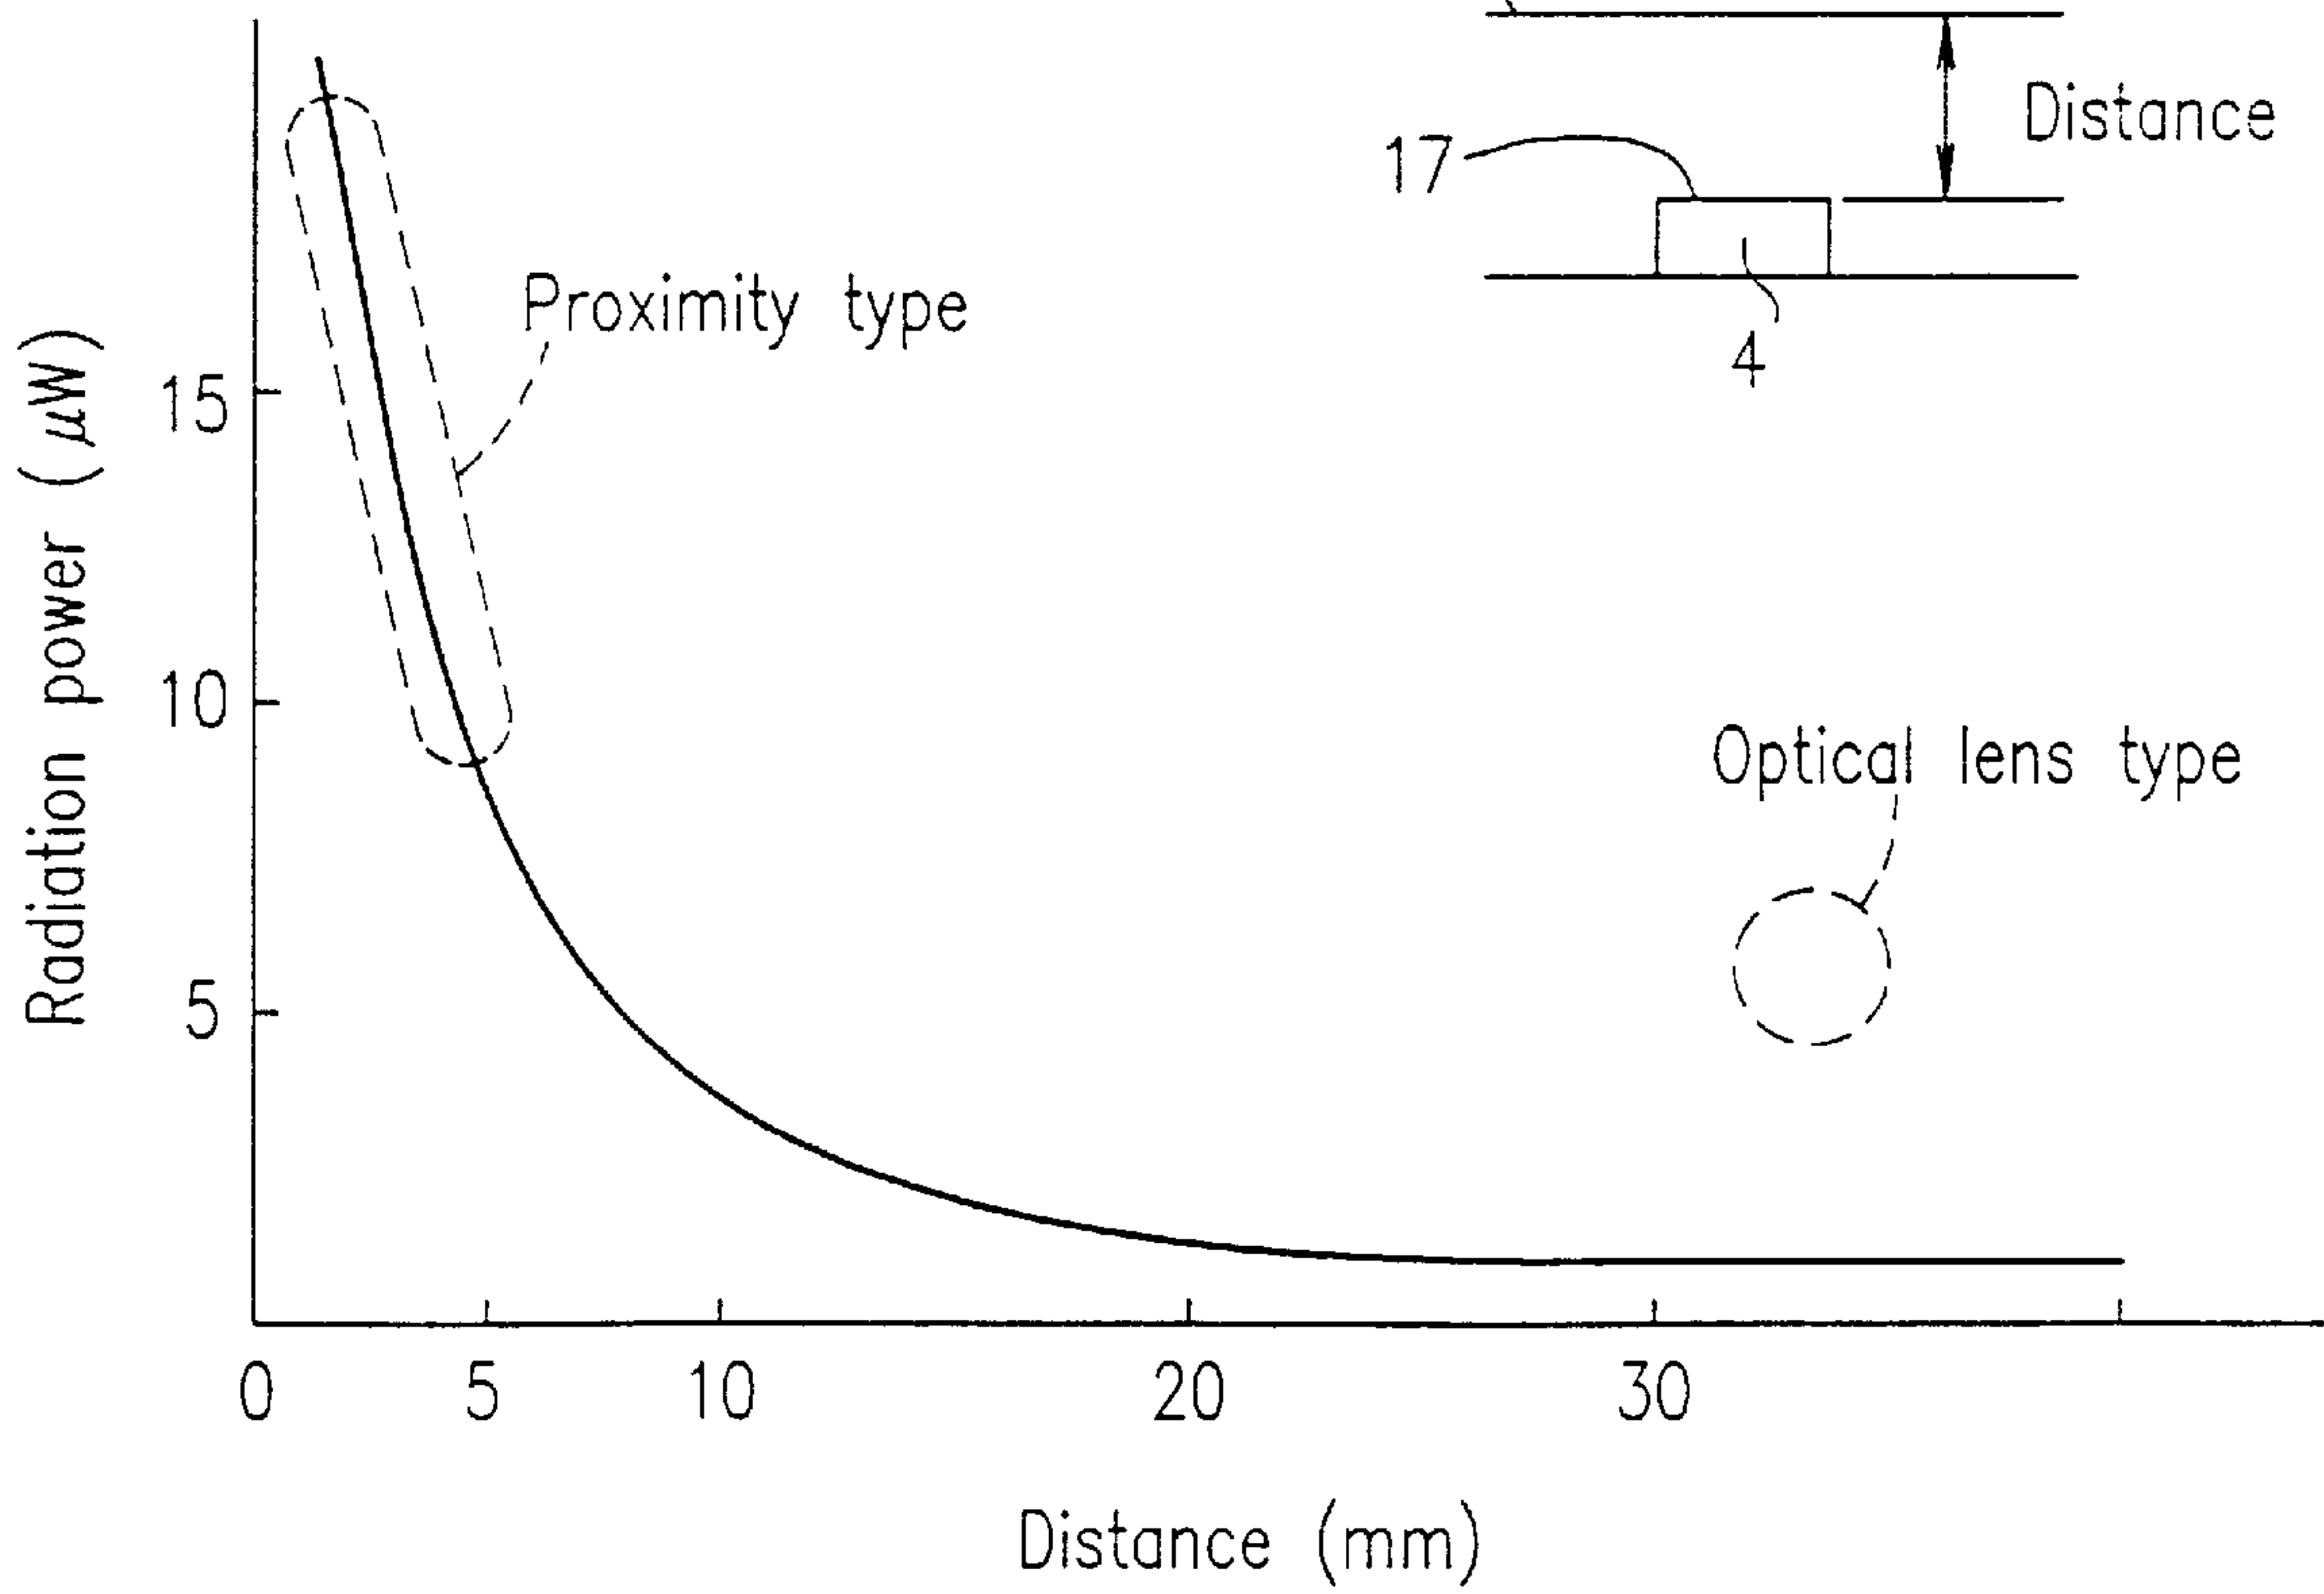 Distance
17
4
Proximity type
Radiation power (μW)
15
10
5
Optical lens type
0 5 10 20 30
Distance (mm)